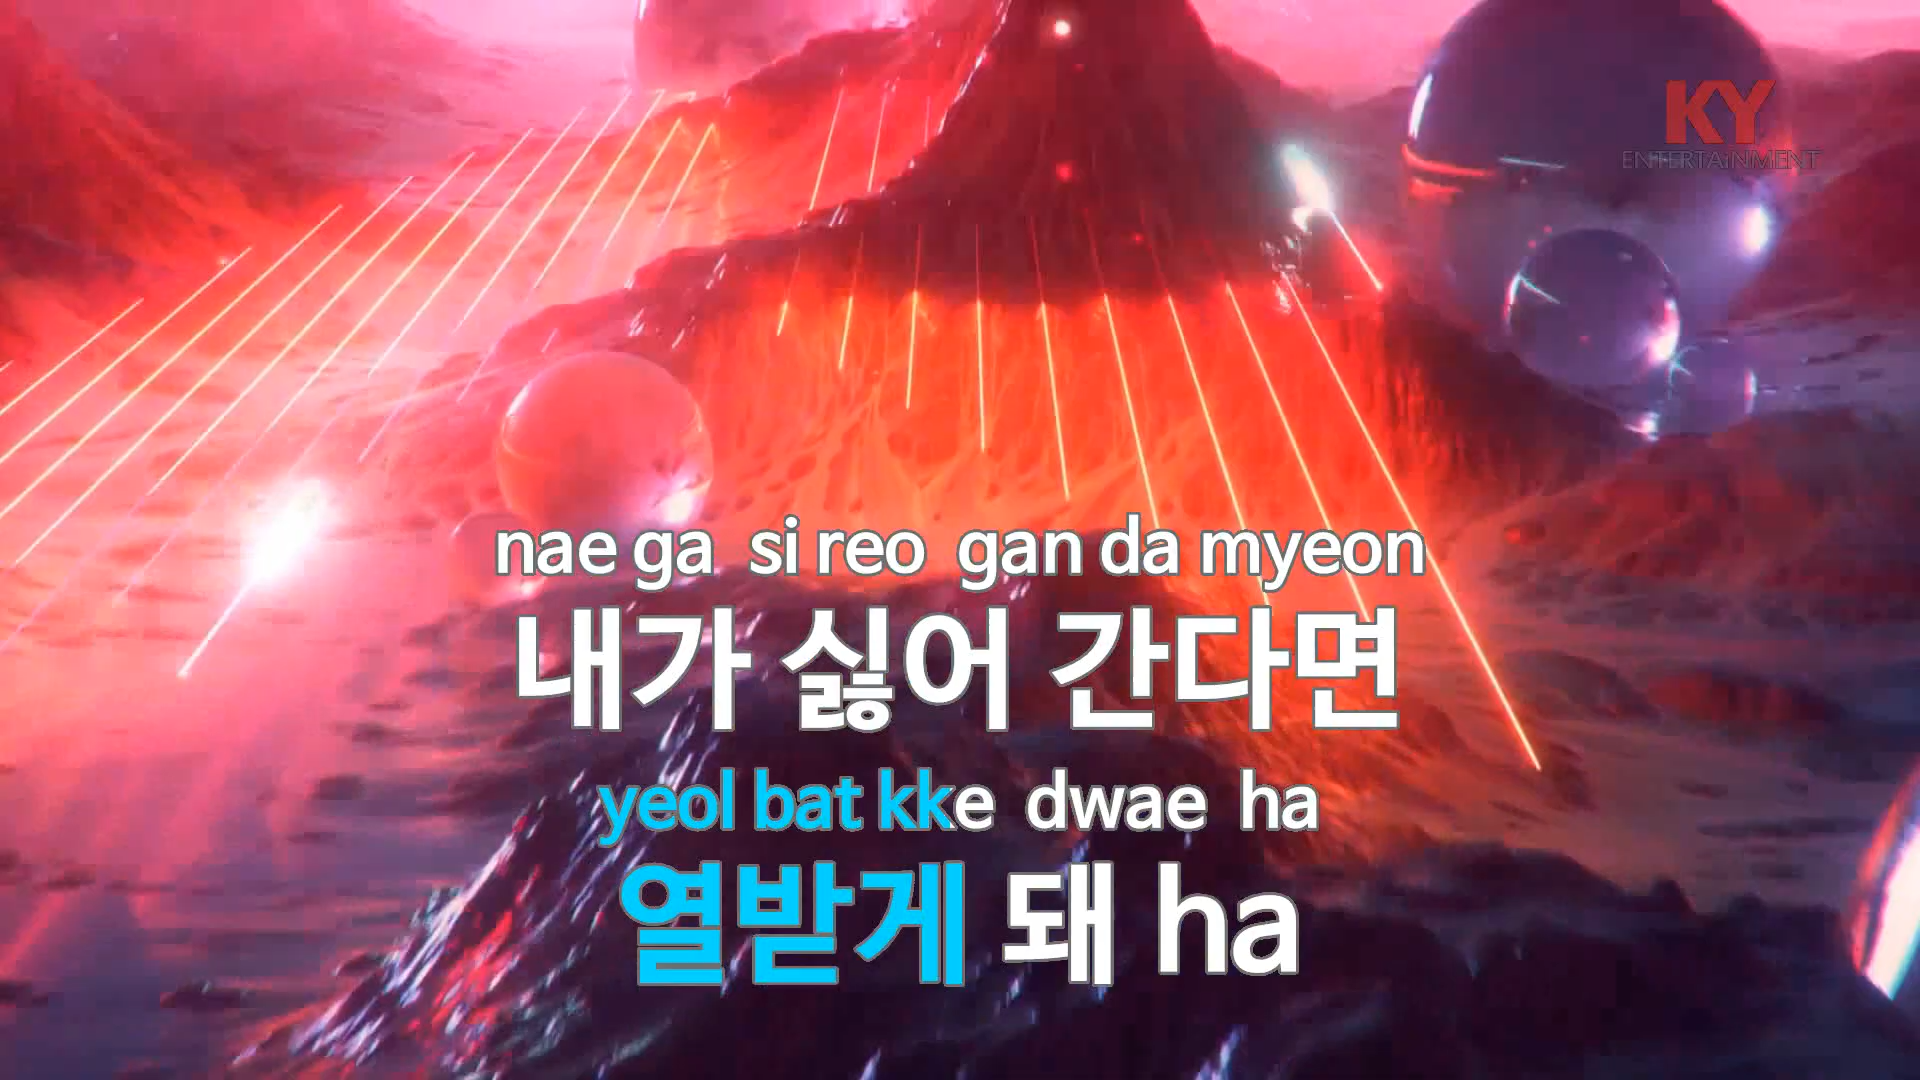 KY
ENTERTAiNMENT
nae ga si reo gan da myeon
내가 싫어 간다면
yeol bat kke dwae ha
열받게 돼 ha